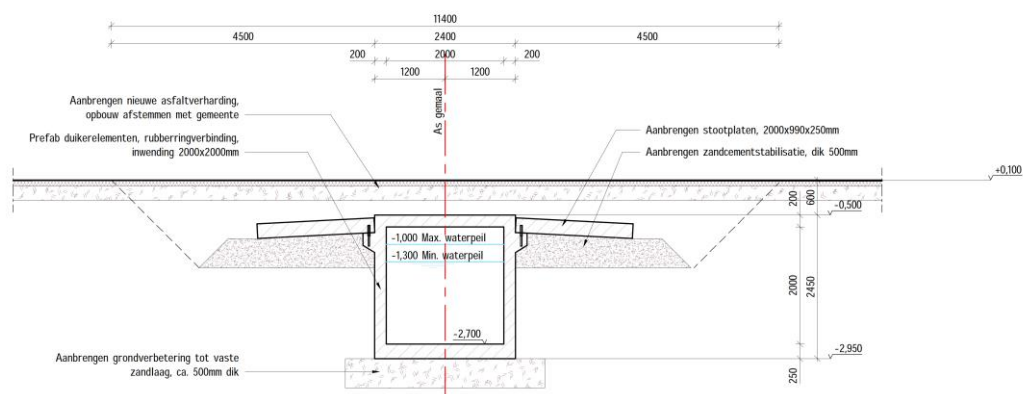 11400
4500
2400
4500
200
2000
200
1200
1200
As gemaal
Aanbrengen nieuwe asfaltverharding,
opbouw afstemmen met gemeente
Prefab duikerelementen, rubberringverbinding,
inwending 2000x2000mm
Aanbrengen stootplaten, 2000x990x250mm
Aanbrengen zandcementstabilisatie, dik 500mm
+0,100
200
600
-0,500
-1,000 Max. waterpeil
-1,300 Min. waterpeil
2000
2450
-2,700
-2,950
250
Aanbrengen grondverbetering tot vaste
zandlaag, ca. 500mm dik